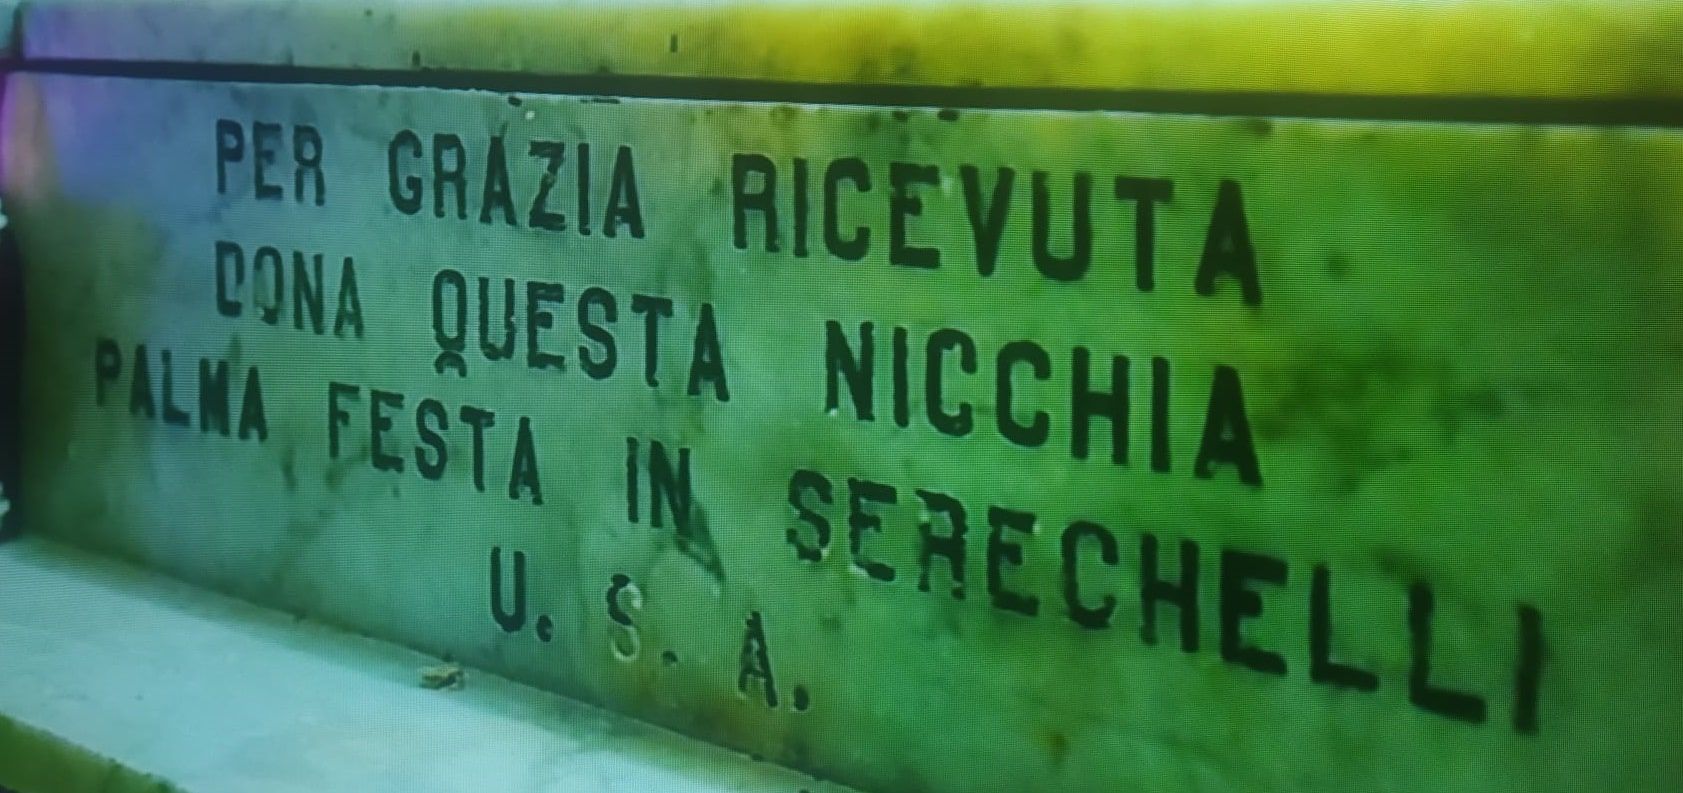 PER GRAZIA RICEVUTA
DONA QUESTA NICCHIA
PALMA FESTA IN SERECHELLI
U. S. A.